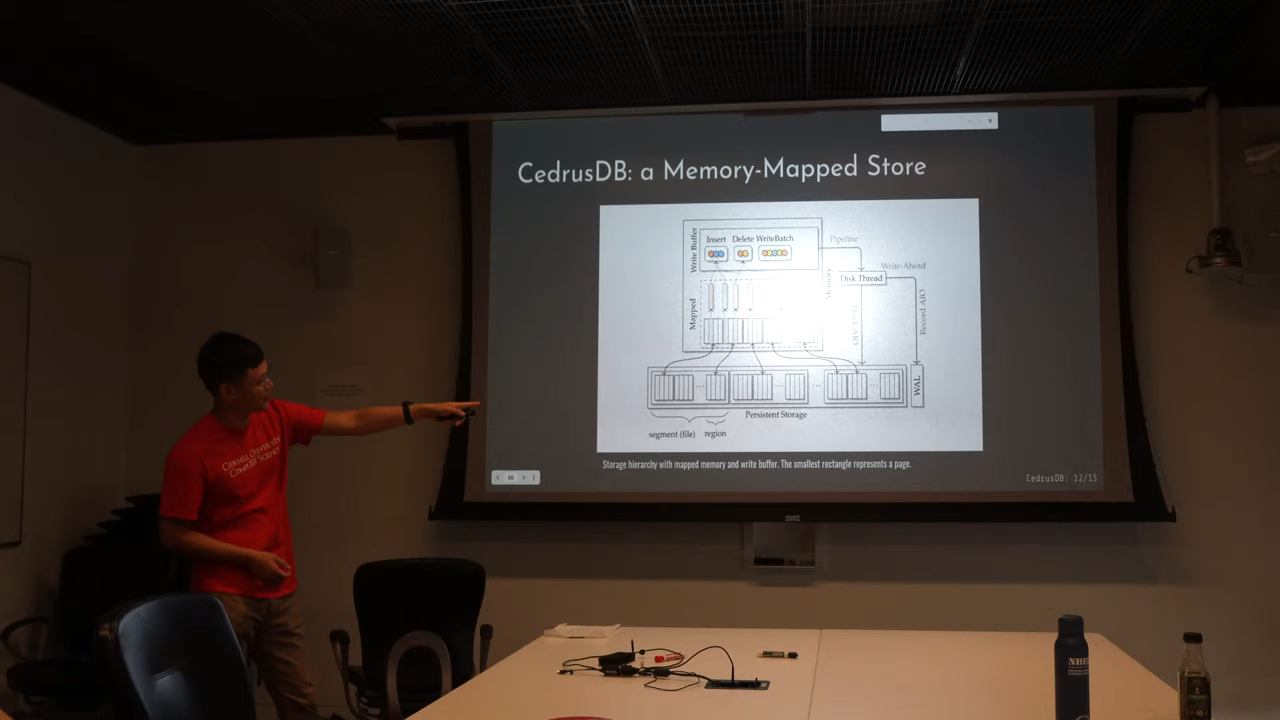 CedrusDB: a Memory-Mapped Store
Insert
Delete
WriteBatch
Write Buffer
Pipeline
Write-Ahead
Disk Thread
Memory
Mapped
Record AIO
WAL
Persistent Storage
segment (file)
region
Storage hierarchy with mapped memory and write buffer. The smallest rectangle represents a page.
60
CedrusDB: 12/15
CORNELL UNIVERSITY
COMPUTER SCIENCE